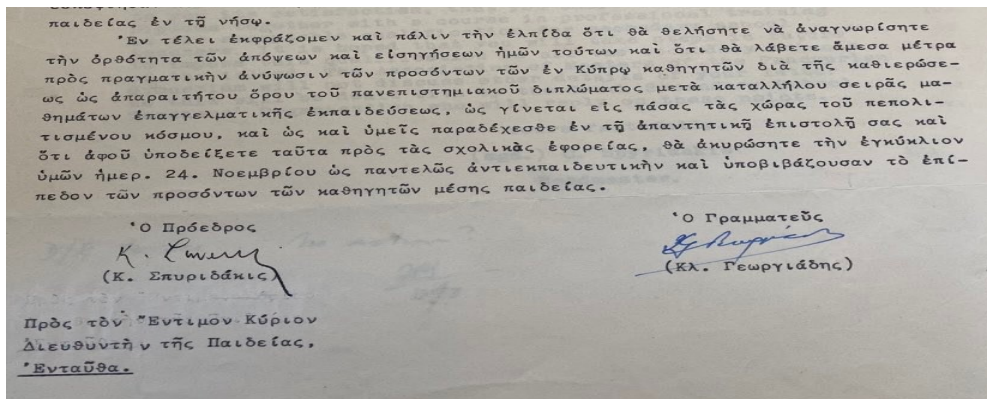 παιδείας ἐν τῇ νήσῳ.
Ἐν τέλει ἐκφράζομεν καὶ πάλιν τὴν ἐλπίδα ὅτι θὰ θελήσητε νὰ ἀναγνωρίσητε
τὴν ὀρθότητα τῶν ἀπόψεων καὶ εἰσηγήσεων ἡμῶν τούτων καὶ ὅτι θὰ λάβετε ἄμεσα μέτρα
πρὸς πραγματικὴν ἀνύψωσιν τῶν προσόντων τῶν ἐν Κύπρῳ καθηγητῶν διὰ τῆς καθιερώσε-
ως ὡς ἀπαραιτήτου ὅρου τοῦ πανεπιστημιακοῦ διπλώματος μετὰ καταλλήλου σειρᾶς μα-
θημάτων ἐπαγγελματικῆς ἐκπαιδεύσεως, ὡς γίνεται εἰς πάσας τὰς χώρας τοῦ πεπολι-
τισμένου κόσμου, καὶ ὡς καὶ ὑμεῖς παραδέχεσθε ἐν τῇ ἀπαντητικῇ ἐπιστολῇ σας καὶ
ὅτι ἀφοῦ ὑποδείξετε ταῦτα πρὸς τὰς σχολικὰς ἐφορείας, θὰ ἀκυρώσητε τὴν ἐγκύκλιον
ὑμῶν ἡμερ. 24. Νοεμβρίου ὡς παντελῶς ἀντιεκπαιδευτικὴν καὶ ὑποβιβάζουσαν τὸ ἐπί-
πεδον τῶν προσόντων τῶν καθηγητῶν μέσης παιδείας.
Ὁ Πρόεδρος
Ὁ Γραμματεῦς
(Κ. Σπυριδάκις)
(Κλ. Γεωργιάδης)
Πρὸς τὸν Ἔντιμον Κύριον
Διευθυντὴν τῆς Παιδείας,
Ἐνταῦθα.